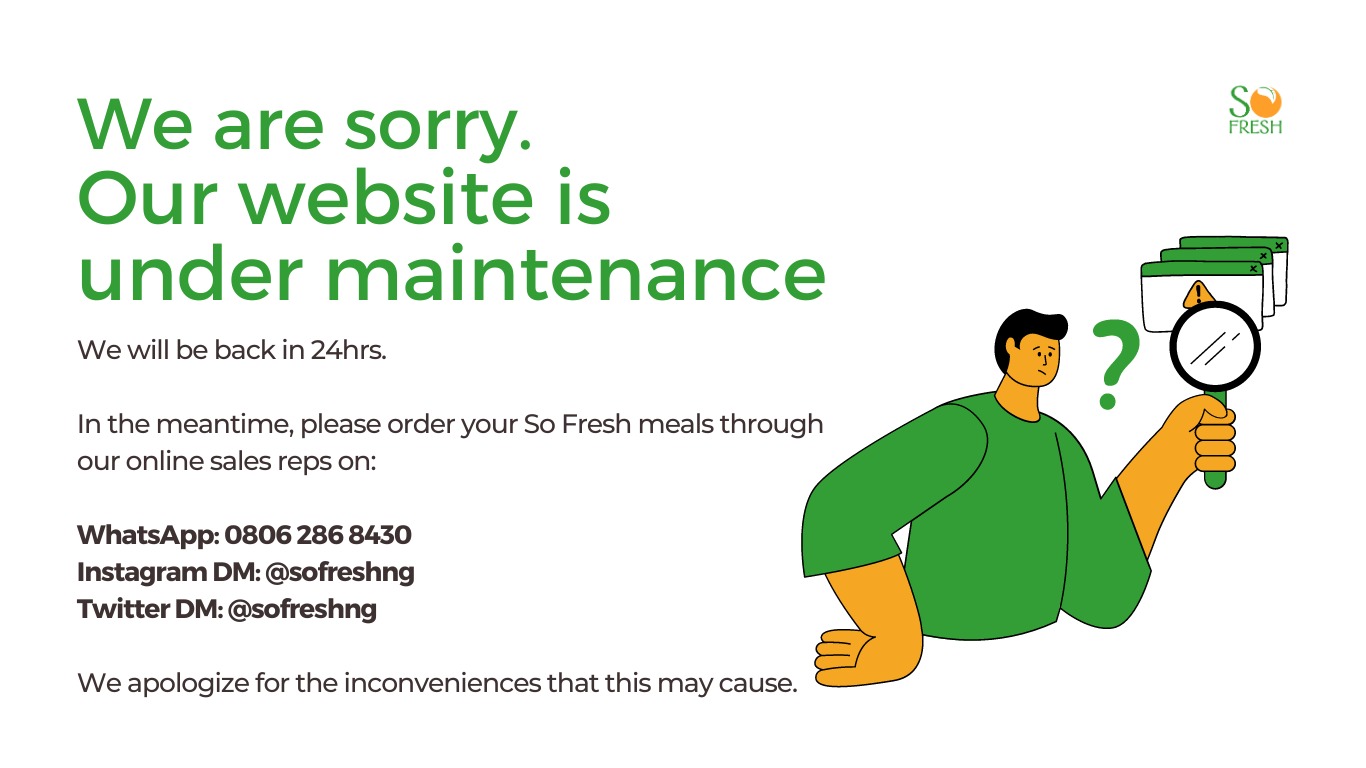 We are sorry.
Our website is
under maintenance
SO
FRESH
We will be back in 24hrs.
In the meantime, please order your So Fresh meals through
our online sales reps on:
WhatsApp: 0806 286 8430
Instagram DM: @sofreshng
Twitter DM: @sofreshng
We apologize for the inconveniences that this may cause.
?